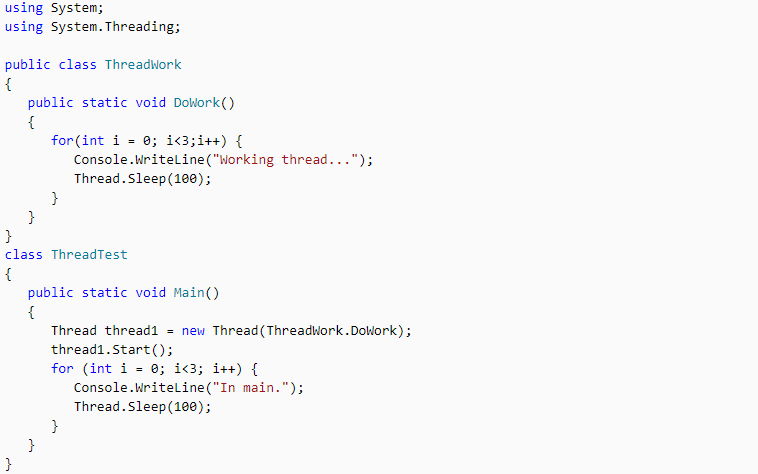 using System;
using System.Threading;

public class ThreadWork
{
   public static void DoWork()
   {
      for(int i = 0; i<3;i++) {
         Console.WriteLine("Working thread...");
         Thread.Sleep(100);
      }
   }
}
class ThreadTest
{
   public static void Main()
   {
      Thread thread1 = new Thread(ThreadWork.DoWork);
      thread1.Start();
      for (int i = 0; i<3; i++) {
         Console.WriteLine("In main.");
         Thread.Sleep(100);
      }
   }
}